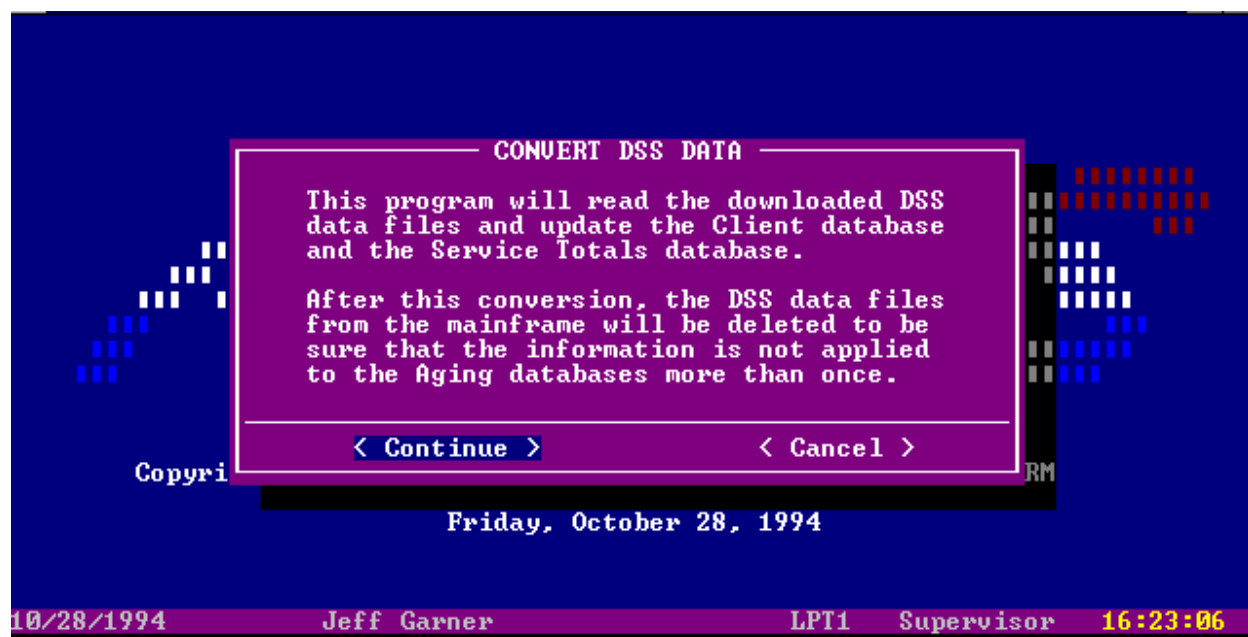 CONVERT DSS DATA
This program will read the downloaded DSS
data files and update the Client database
and the Service Totals database.
After this conversion, the DSS data files
from the mainframe will be deleted to be
sure that the information is not applied
to the Aging databases more than once.
< Continue > < Cancel >
Copyri RM
Friday, October 28, 1994
10/28/1994 Jeff Garner LPT1 Supervisor 16:23:06